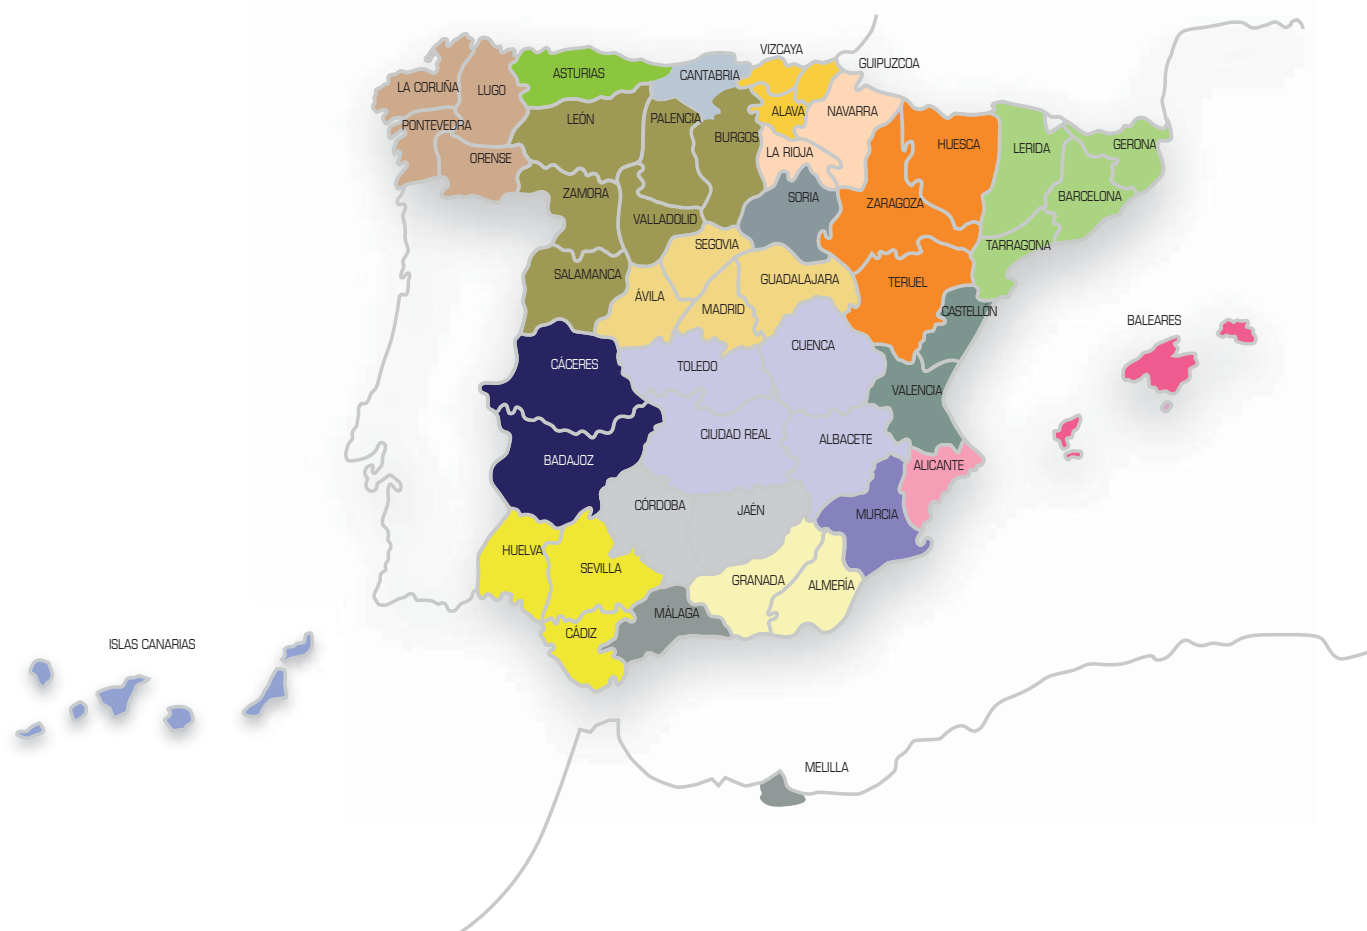 VIZCAYA
GUIPUZCOA
ASTURIAS
CANTABRIA
LA CORUÑA
LUGO
PONTEVEDRA
ORENSE
LEÓN
PALENCIA
BURGOS
ALAVA
NAVARRA
LA RIOJA
HUESCA
LERIDA
GERONA
BARCELONA
ZAMORA
VALLADOLID
SORIA
ZARAGOZA
TARRAGONA
SEGOVIA
SALAMANCA
ÁVILA
MADRID
GUADALAJARA
TERUEL
CASTELLÓN
BALEARES
CÁCERES
TOLEDO
CUENCA
VALENCIA
BADAJOZ
CIUDAD REAL
ALBACETE
ALICANTE
CÓRDOBA
JAÉN
MURCIA
HUELVA
SEVILLA
GRANADA
ALMERÍA
CÁDIZ
MÁLAGA
ISLAS CANARIAS
MELILLA